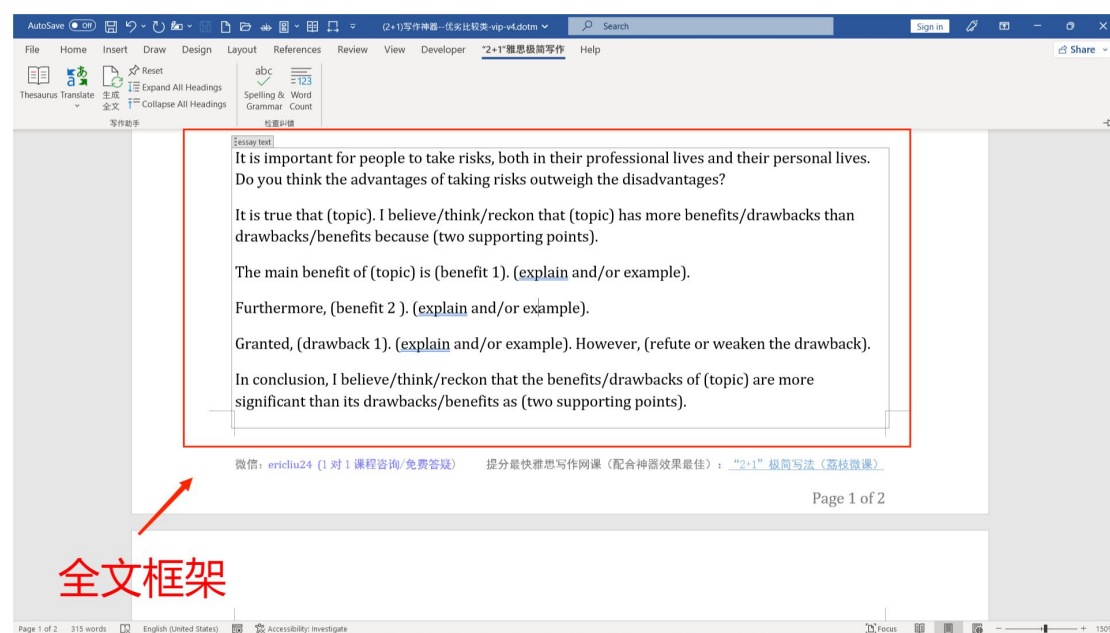 AutoSave Off (2+1)写作神器--优劣比较类-vip-v4.dotm Search Sign in
File Home Insert Draw Design Layout References Review View Developer "2+1"雅思极简写作 Help Share
Thesaurus Translate 生成全文 Reset
Expand All Headings
Collapse All Headings
写作助手
abc Spelling & Grammar
123 Word Count
检查纠错
essay text
It is important for people to take risks, both in their professional lives and their personal lives.
Do you think the advantages of taking risks outweigh the disadvantages?
It is true that (topic). I believe/think/reckon that (topic) has more benefits/drawbacks than
drawbacks/benefits because (two supporting points).
The main benefit of (topic) is (benefit 1). (explain and/or example).
Furthermore, (benefit 2 ). (explain and/or example).
Granted, (drawback 1). (explain and/or example). However, (refute or weaken the drawback).
In conclusion, I believe/think/reckon that the benefits/drawbacks of (topic) are more
significant than its drawbacks/benefits as (two supporting points).
微信：ericliu24 (1 对 1 课程咨询/免费答疑) 提分最快雅思写作网课（配合神器效果最佳）：“2+1”极简写法（荔枝微课）
Page 1 of 2
全文框架
Page 1 of 2 315 words English (United States) Accessibility: Investigate Focus 150%